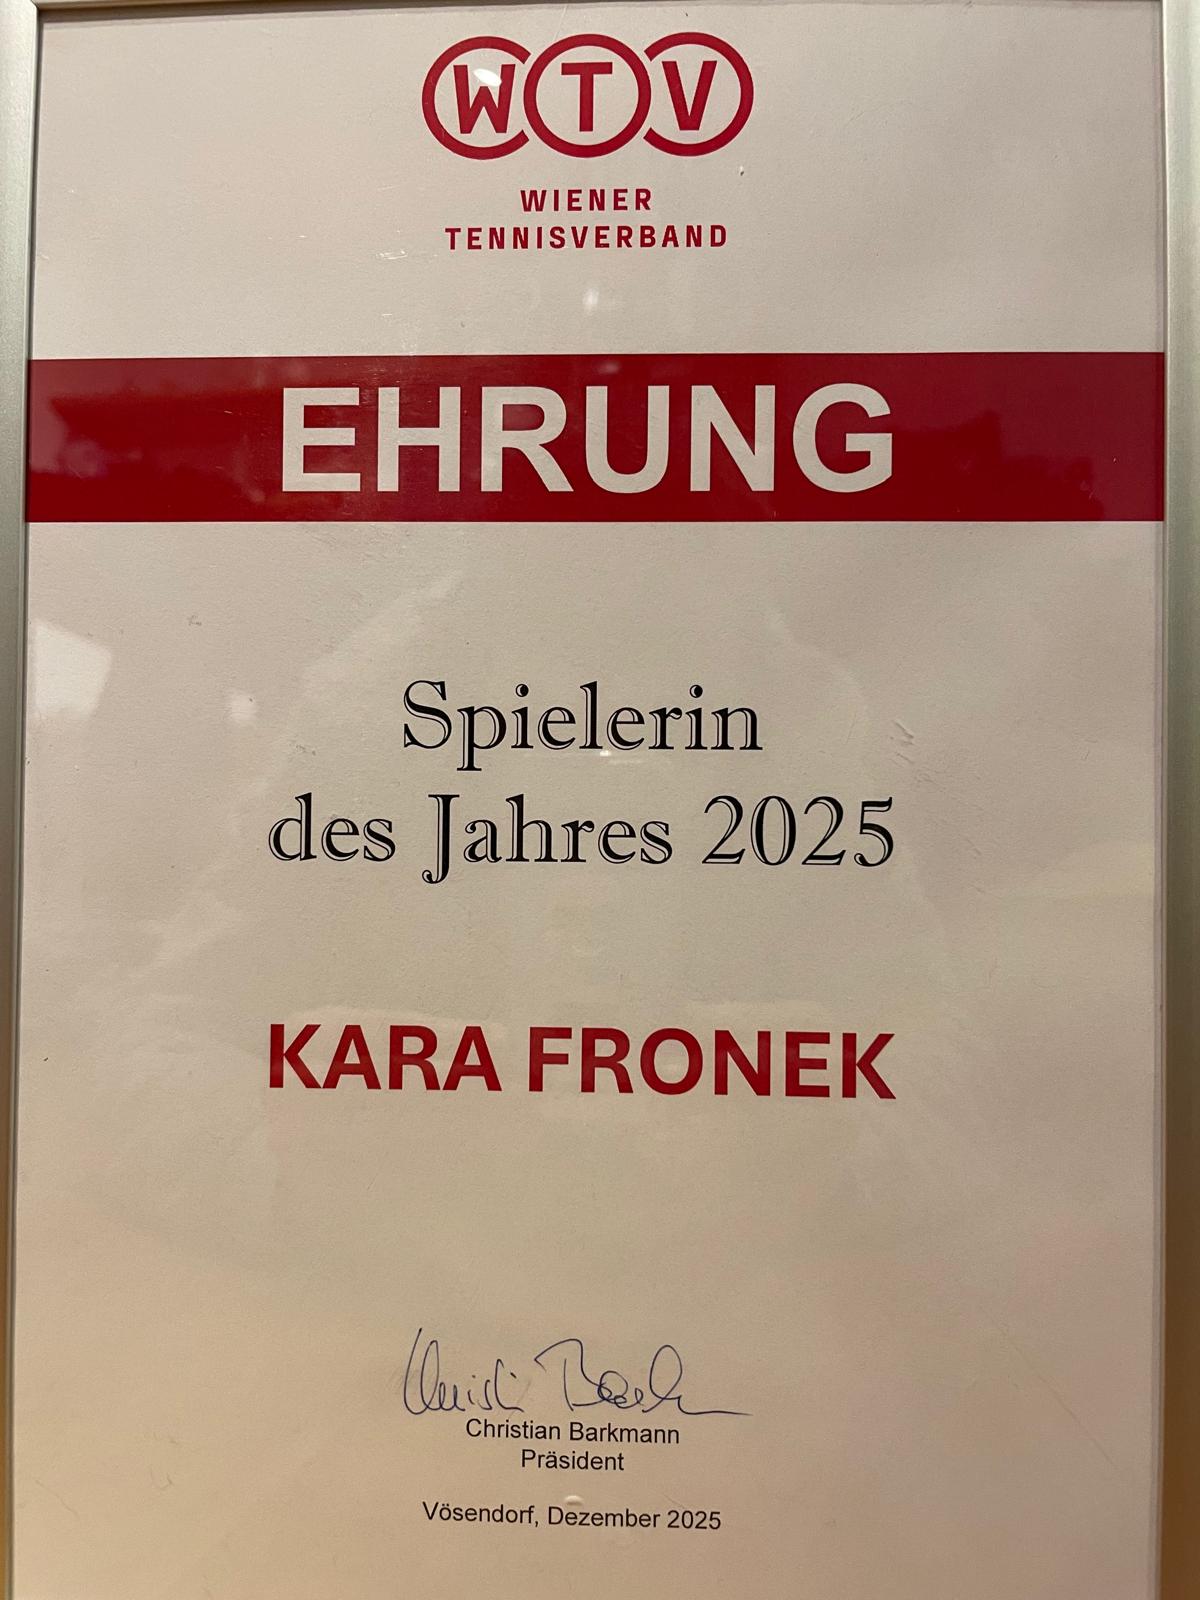 WTV
WIENER
TENNISVERBAND
EHRUNG
Spielerin
des Jahres 2025
KARA FRONEK
Christian Barkmann
Präsident
Vösendorf, Dezember 2025